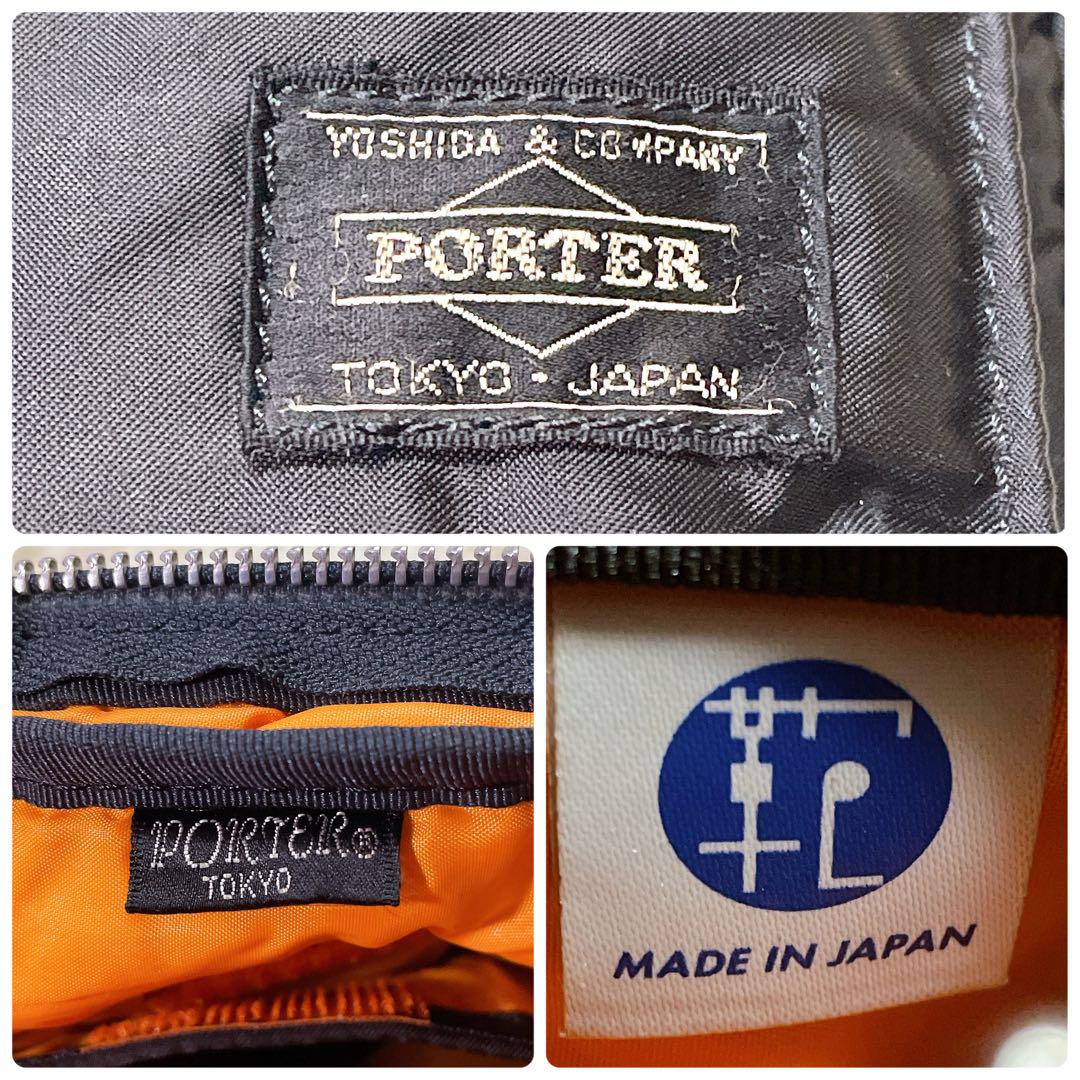 YOSHIDA & COMPANY
PORTER
TOKYO · JAPAN
PORTER®
TOKYO
MADE IN JAPAN